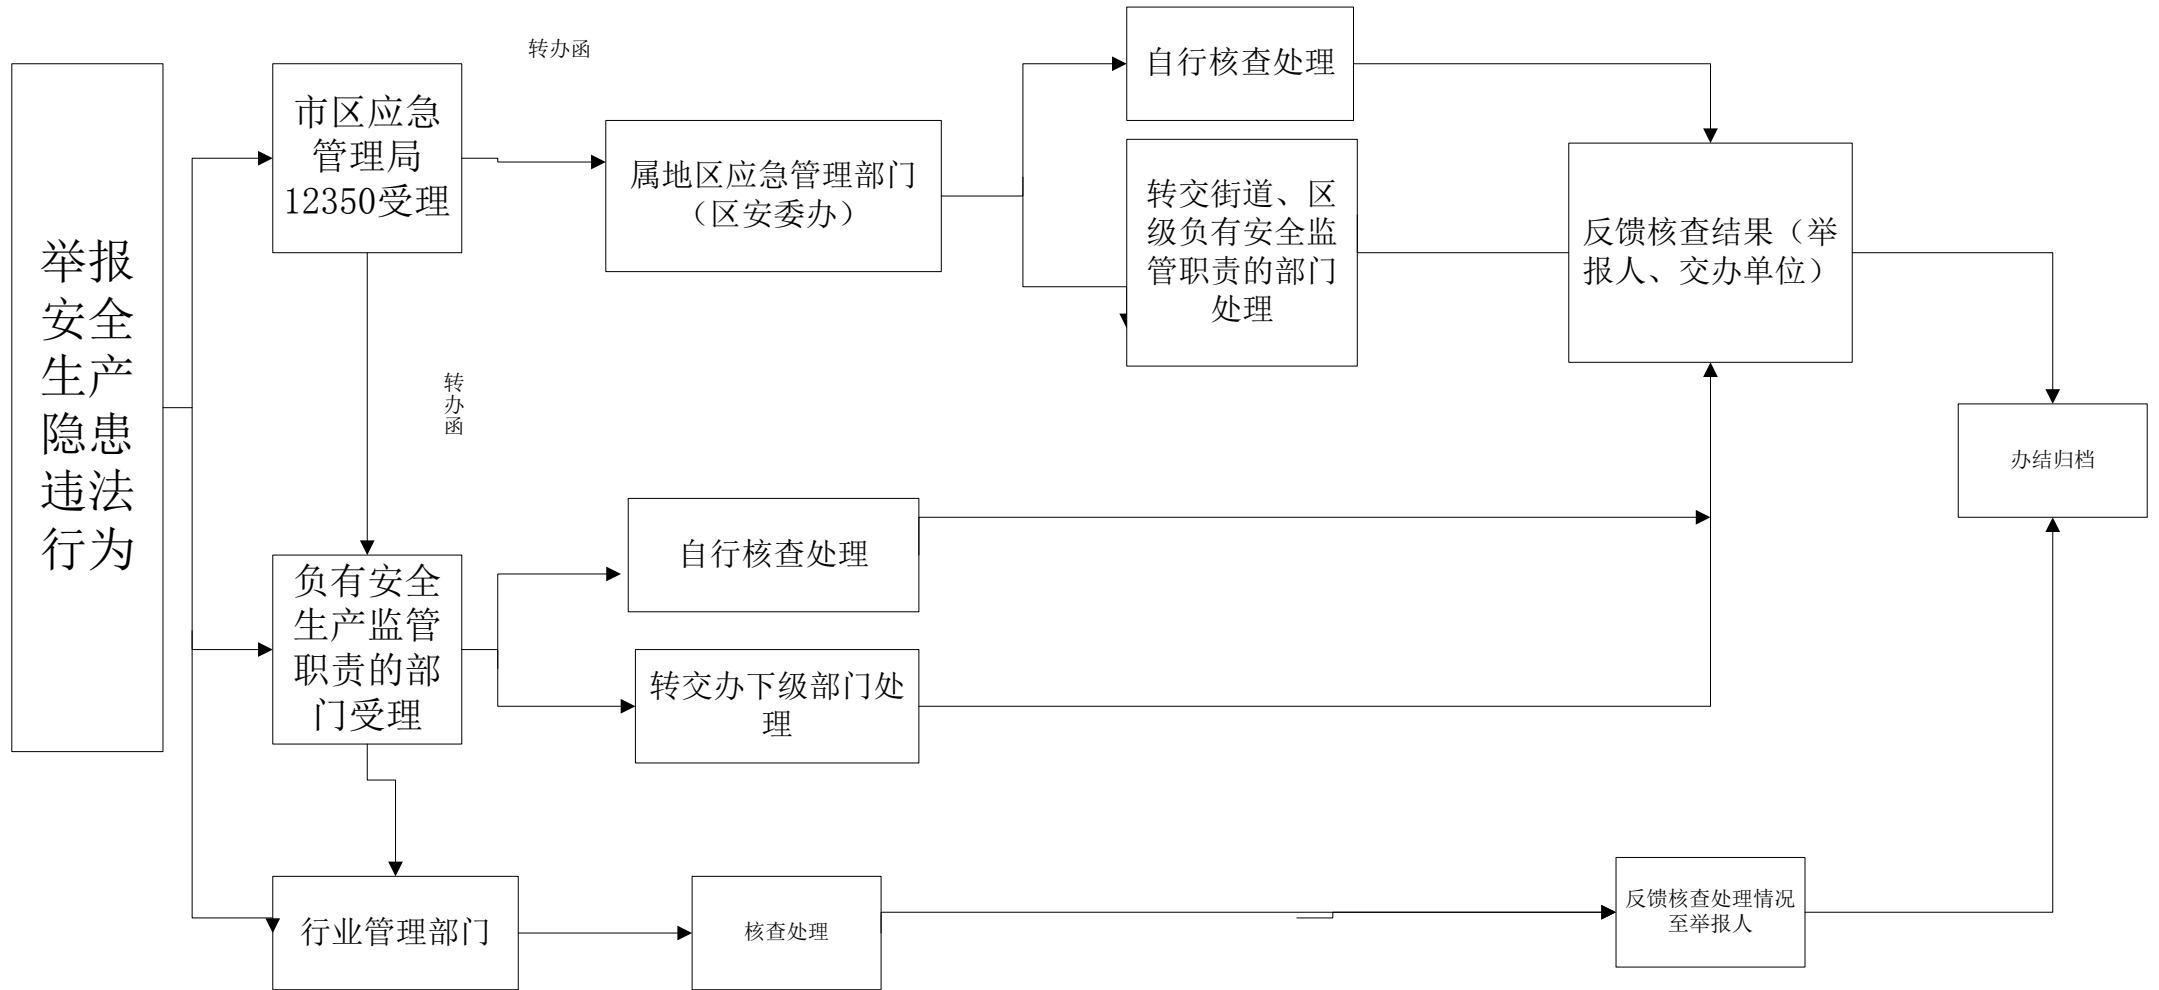 举报
安全
生产
隐患
违法
行为
市区应急
管理局
12350受理
转办函
属地区应急管理部门
（区安委办）
自行核查处理
转交街道、区
级负有安全监
管职责的部门
处理
反馈核查结果（举
报人、交办单位）
转
办
函
办结归档
负有安全
生产监管
职责的部
门受理
自行核查处理
转交办下级部门处
理
行业管理部门
核查处理
反馈核查处理情况
至举报人